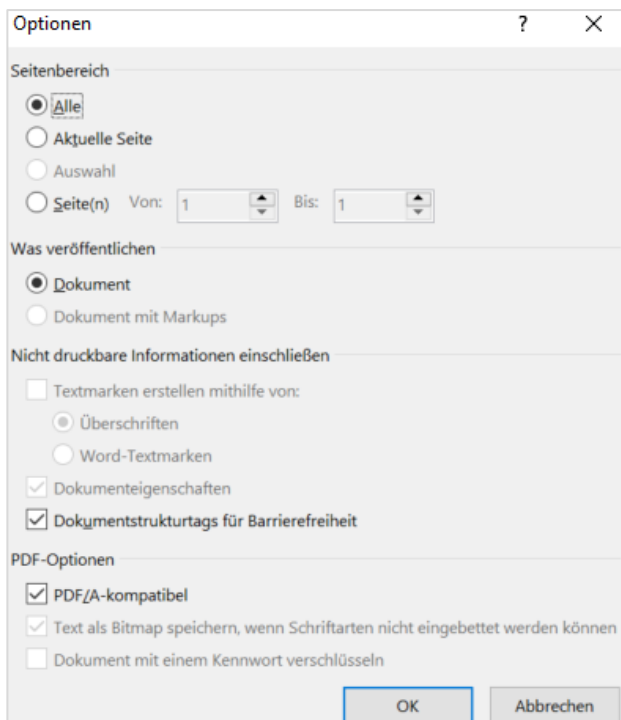 Optionen ?
Seitenbereich
Alle
Aktuelle Seite
Auswahl
Seite(n) Von: 1 Bis: 1
Was veröffentlichen
Dokument
Dokument mit Markups
Nicht druckbare Informationen einschließen
Textmarken erstellen mithilfe von:
Überschriften
Word-Textmarken
Dokumenteigenschaften
Dokumentstrukturtags für Barrierefreiheit
PDF-Optionen
PDF/A-kompatibel
Text als Bitmap speichern, wenn Schriftarten nicht eingebettet werden können
Dokument mit einem Kennwort verschlüsseln
OK Abbrechen